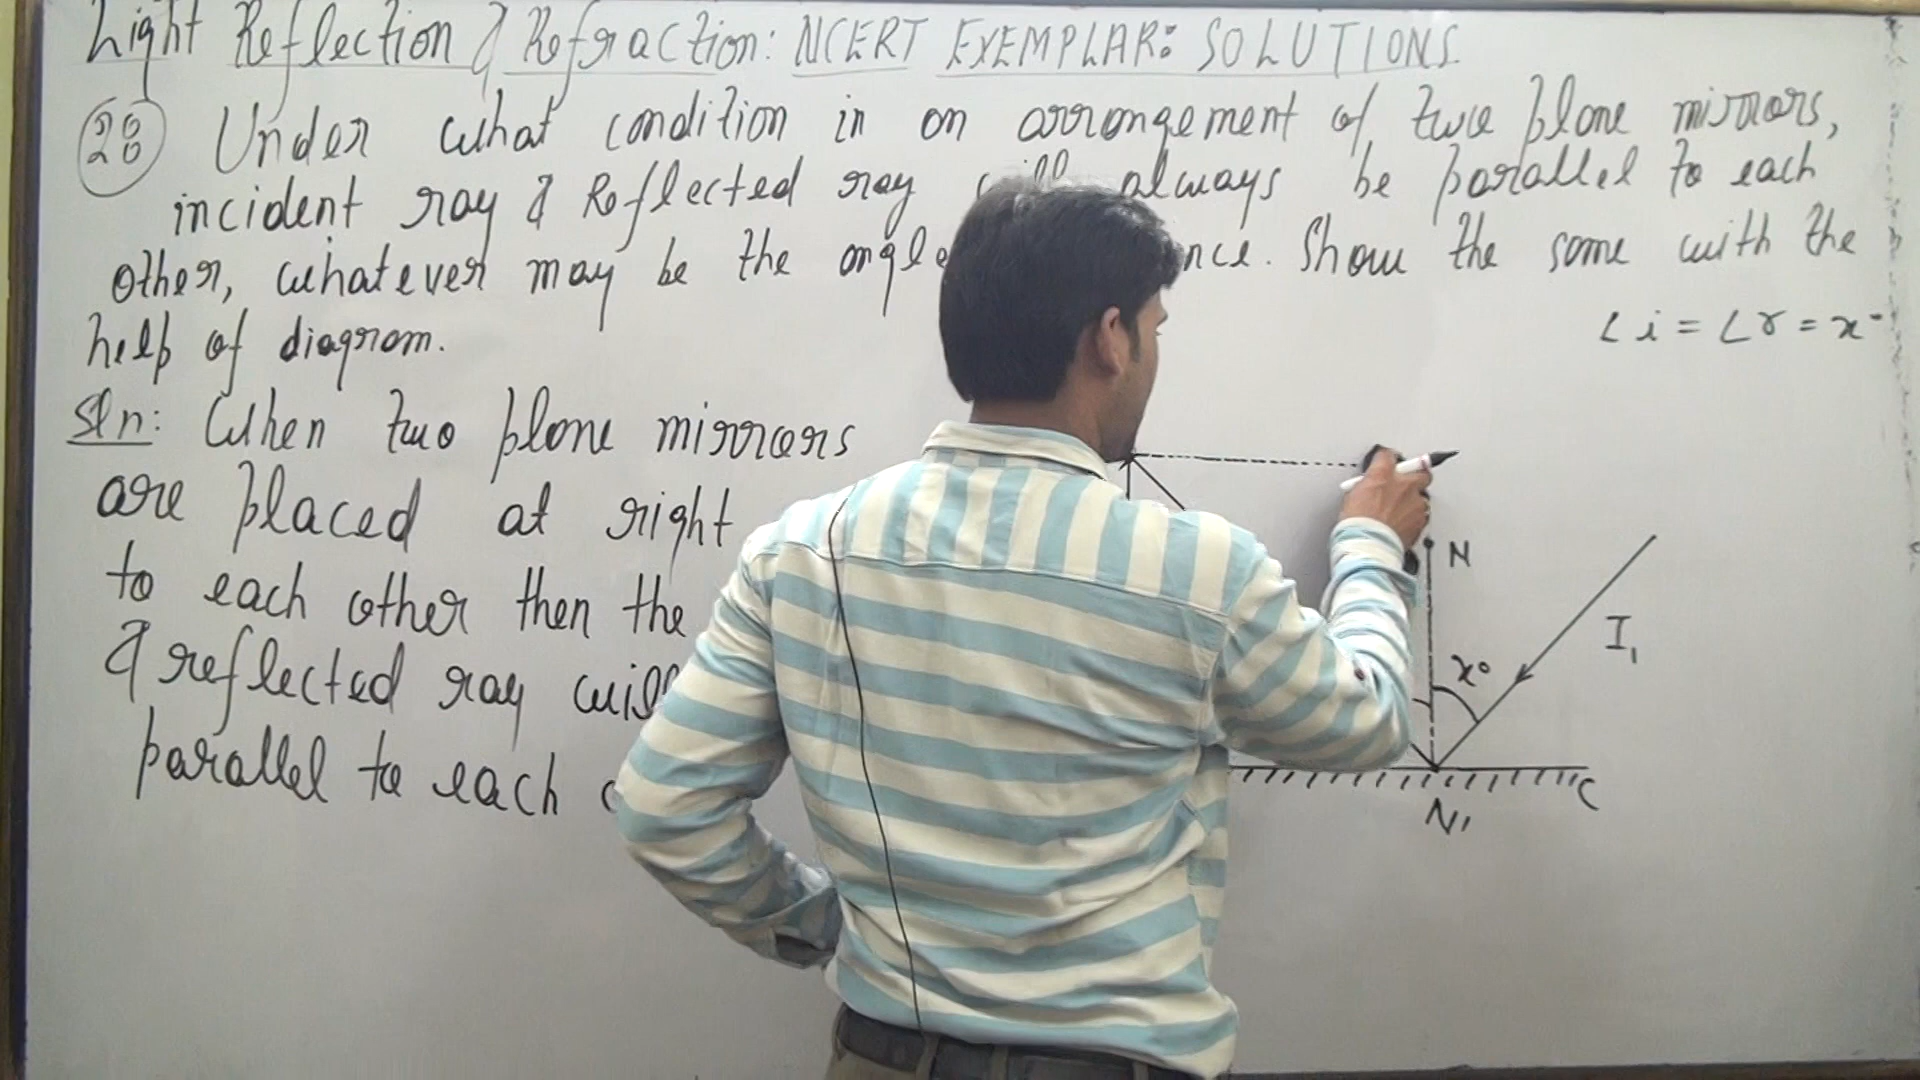 Light Reflection & Refraction: NCERT EXEMPLAR: SOLUTIONS
28 Under what condition in an arrangement of two plane mirrors,
incident ray & Reflected ray will always be parallel to each
other, whatever may be the angle nce. Show the same with the
help of diagram.
∠i = ∠r = x
Sln: When two plane mirrors
are placed at right
to each other then the
& reflected ray will
parallel to each
N
I₁
x°
C
N₁